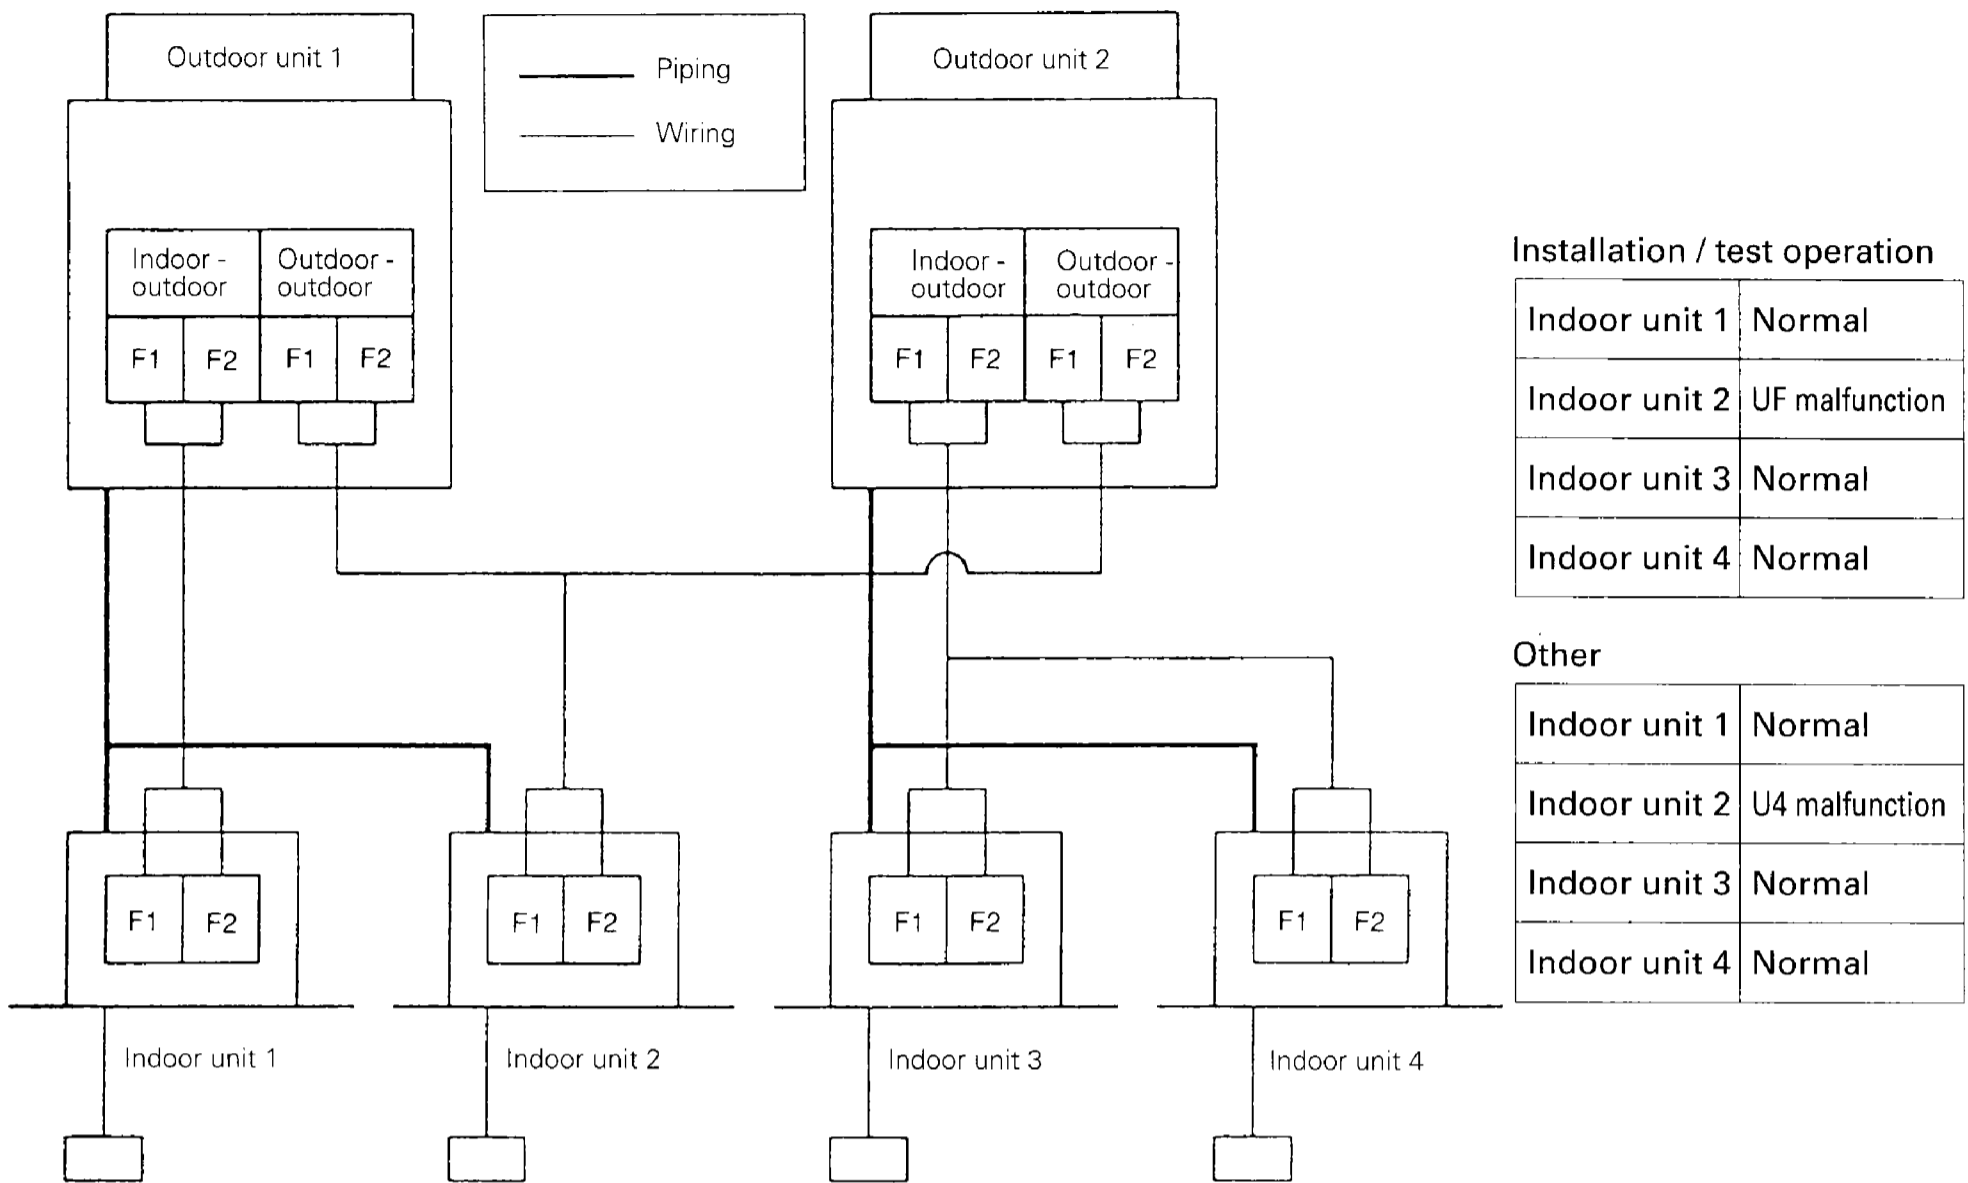 Outdoor unit 1
Piping
Wiring
Outdoor unit 2
Indoor -
outdoor
Outdoor -
outdoor
F1 F2 F1 F2
Indoor -
outdoor
Outdoor -
outdoor
F1 F2 F1 F2
Installation / test operation
Indoor unit 1 Normal
Indoor unit 2 UF malfunction
Indoor unit 3 Normal
Indoor unit 4 Normal
Other
Indoor unit 1 Normal
Indoor unit 2 U4 malfunction
Indoor unit 3 Normal
Indoor unit 4 Normal
F1 F2
F1 F2
F1 F2
F1 F2
Indoor unit 1
Indoor unit 2
Indoor unit 3
Indoor unit 4